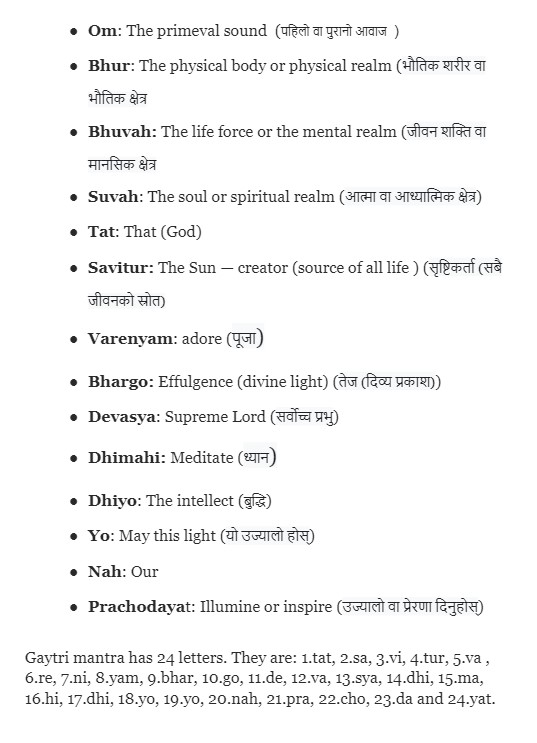 • Om: The primeval sound (पहिलो वा पुरानो आवाज )
• Bhur: The physical body or physical realm (भौतिक शरीर वा
भौतिक क्षेत्र
• Bhuvah: The life force or the mental realm (जीवन शक्ति वा
मानसिक क्षेत्र
• Suvah: The soul or spiritual realm (आत्मा वा आध्यात्मिक क्षेत्र)
• Tat: That (God)
• Savitur: The Sun — creator (source of all life ) (सृष्टिकर्ता (सबै
जीवनको स्रोत)
• Varenyam: adore (पूजा)
• Bhargo: Effulgence (divine light) (तेज (दिव्य प्रकाश))
• Devasya: Supreme Lord (सर्वोच्च प्रभु)
• Dhimahi: Meditate (ध्यान)
• Dhiyo: The intellect (बुद्धि)
• Yo: May this light (यो उज्यालो होस्)
• Nah: Our
• Prachodayat: Illumine or inspire (उज्यालो वा प्रेरणा दिनुहोस्)
Gaytri mantra has 24 letters. They are: 1.tat, 2.sa, 3.vi, 4.tur, 5.va ,
6.re, 7.ni, 8.yam, 9.bhar, 10.go, 11.de, 12.va, 13.sya, 14.dhi, 15.ma,
16.hi, 17.dhi, 18.yo, 19.yo, 20.nah, 21.pra, 22.cho, 23.da and 24.yat.